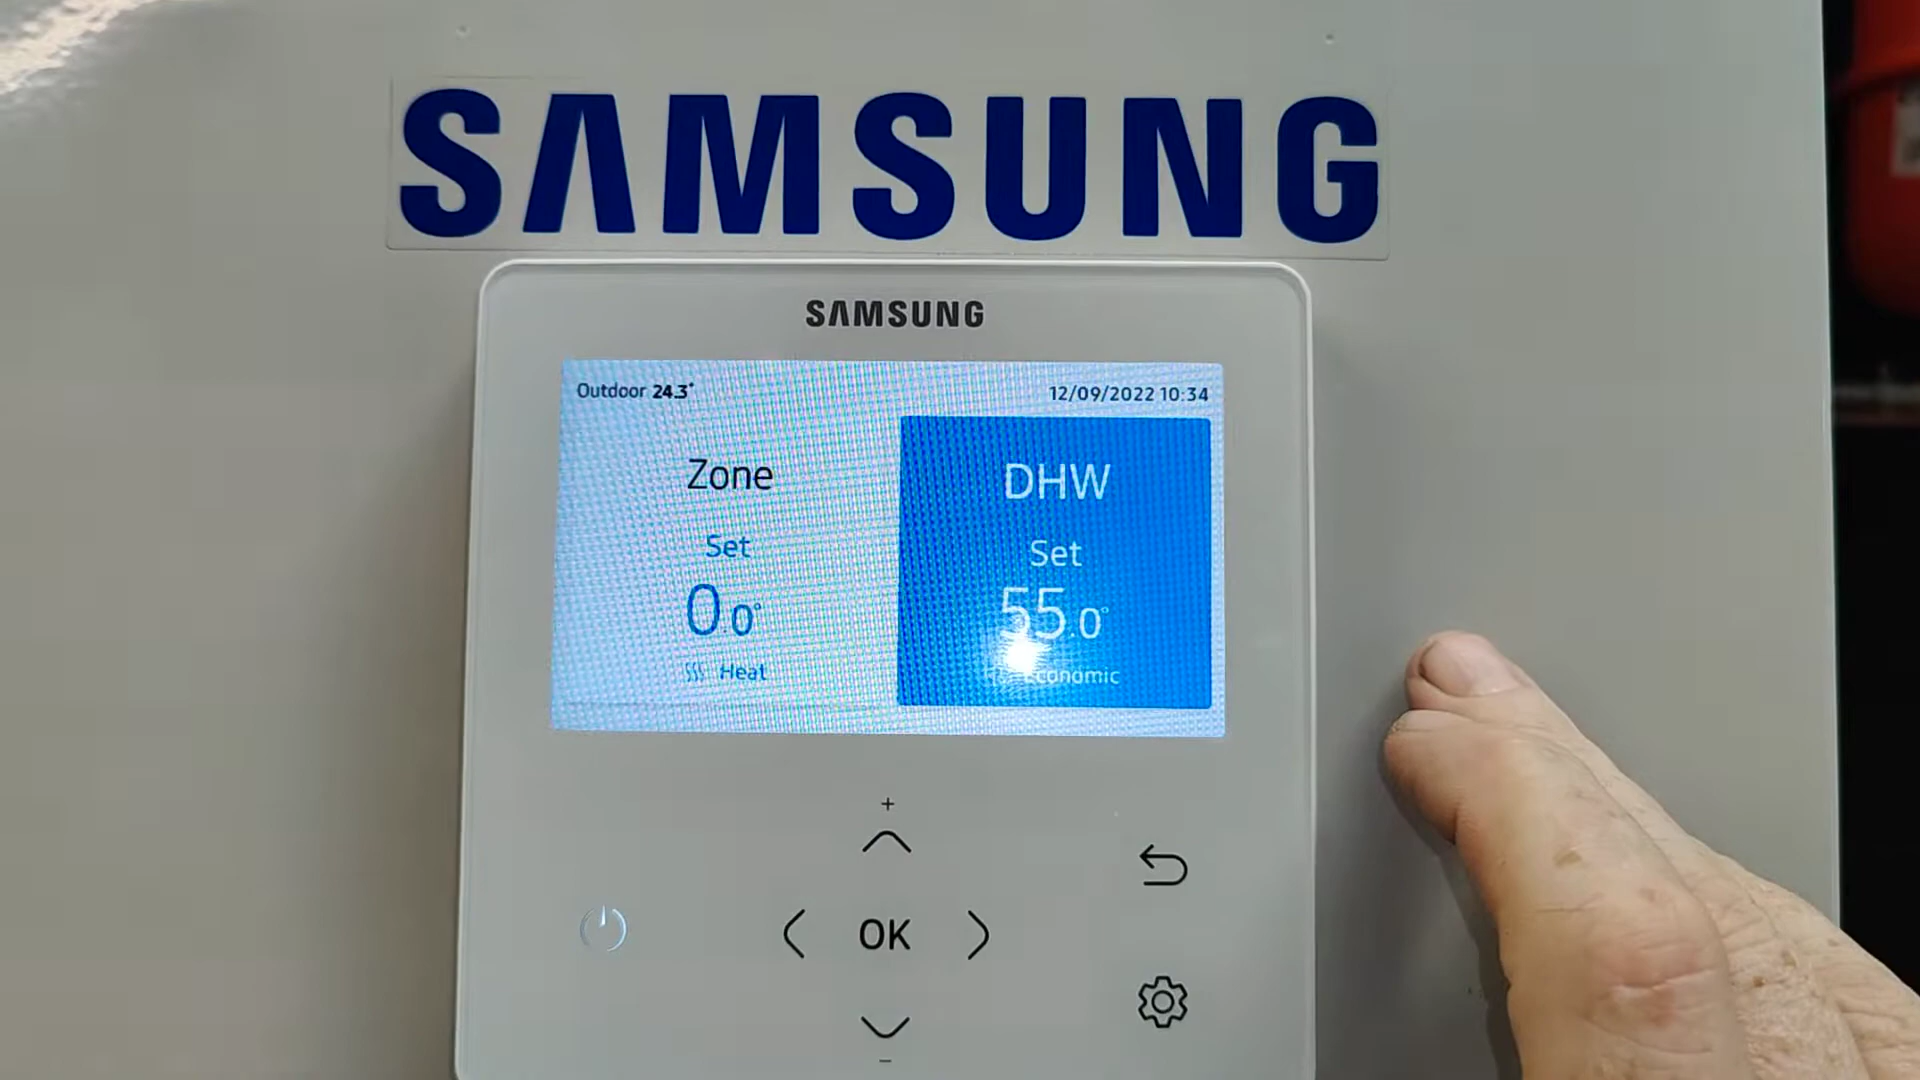 SAMSUNG
SAMSUNG
Outdoor 24.3°
12/09/2022 10:34
Zone
Set
0.0°
Heat
DHW
Set
55.0°
Economic
+
OK
−